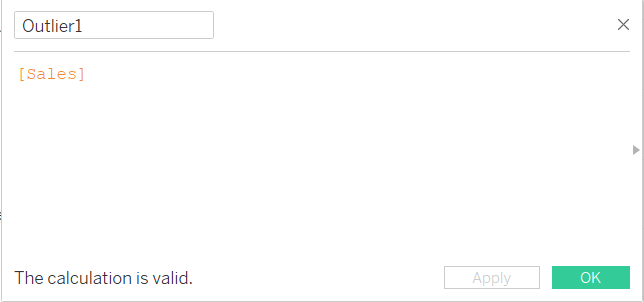 Outlier1
[Sales]
The calculation is valid.
Apply
OK